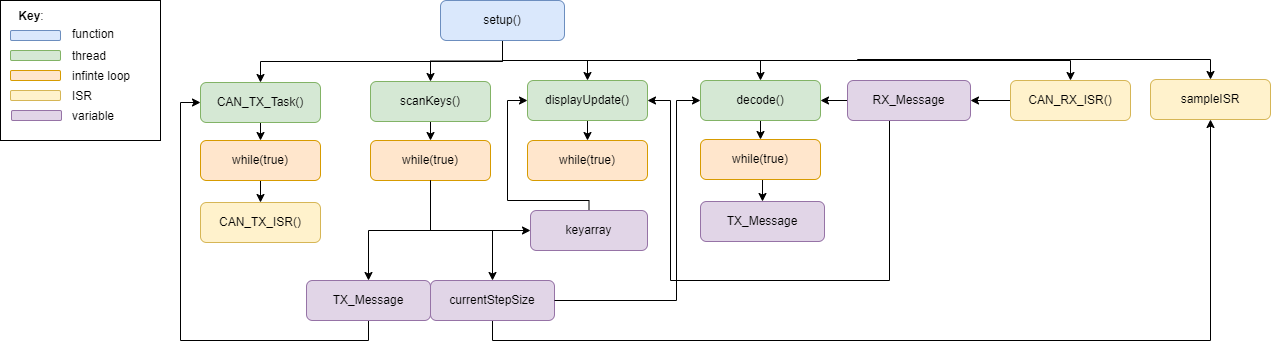 Key:
function
thread
infinte loop
ISR
variable
setup()
CAN_TX_Task()
scanKeys()
displayUpdate()
decode()
RX_Message
CAN_RX_ISR()
sampleISR
while(true)
while(true)
while(true)
while(true)
CAN_TX_ISR()
keyarray
TX_Message
TX_Message
currentStepSize